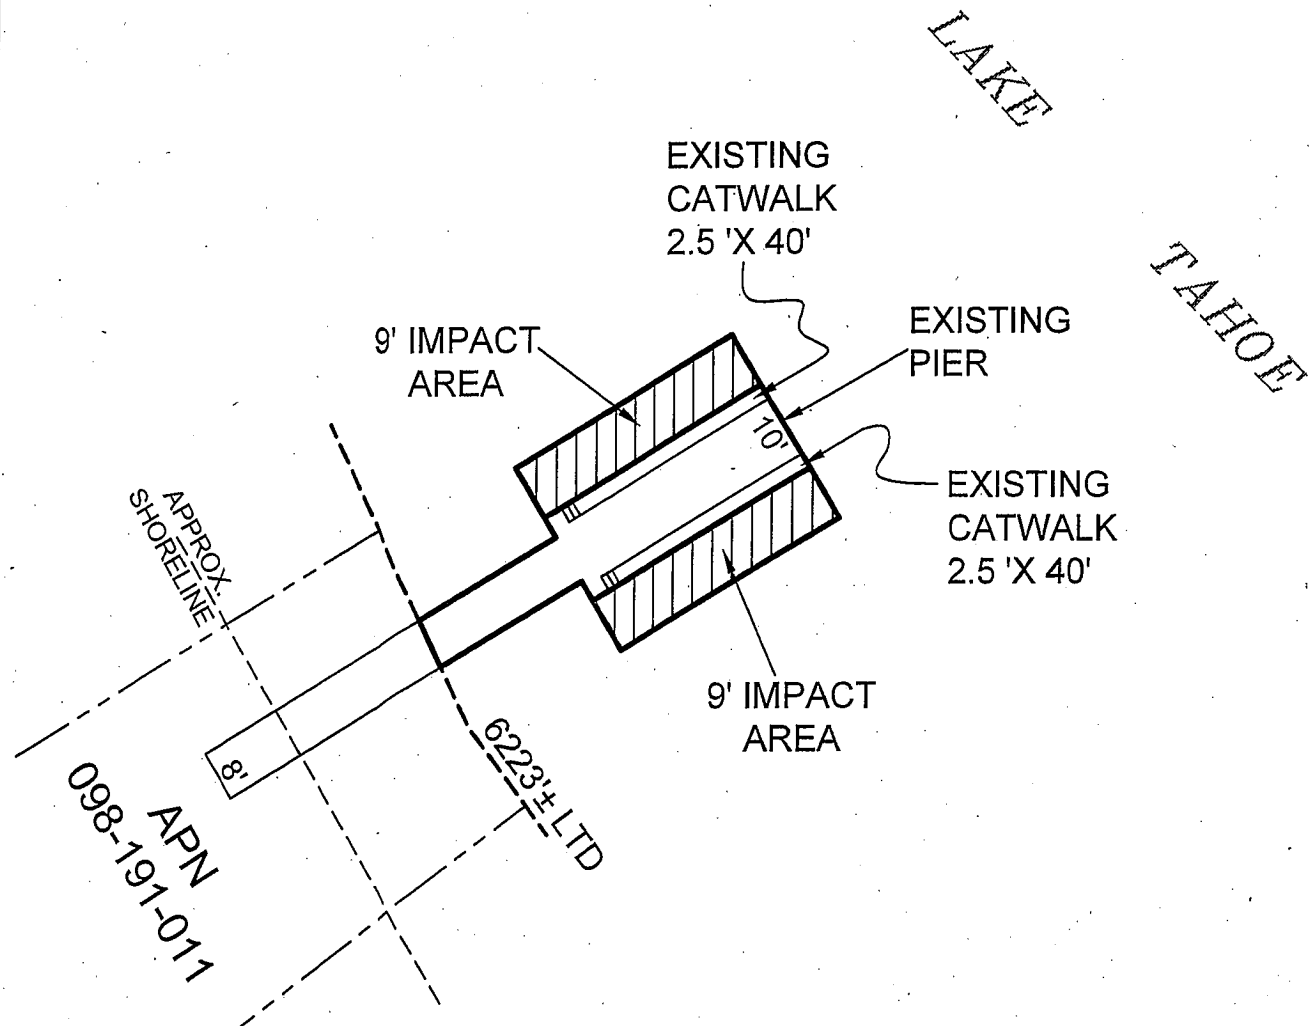 LAKE
TAHOE
EXISTING
CATWALK
2.5 'X 40'
9' IMPACT
AREA
EXISTING
PIER
10'
EXISTING
CATWALK
2.5 'X 40'
APPROX.
SHORELINE
9' IMPACT
AREA
8'
6223'± LTD
APN
098-191-011